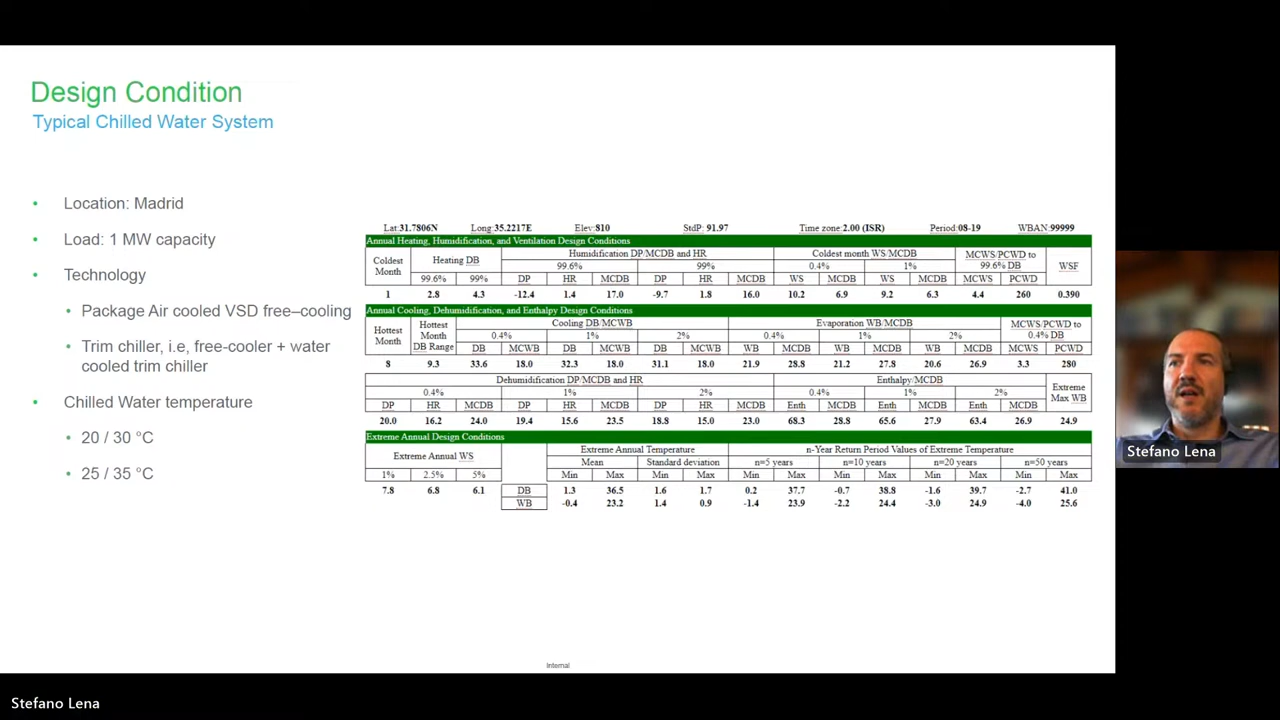 Design Condition
Typical Chilled Water System
• Location: Madrid
• Load: 1 MW capacity
• Technology
• Package Air cooled VSD free–cooling
• Trim chiller, i.e, free-cooler + water
cooled trim chiller
• Chilled Water temperature
• 20 / 30 °C
• 25 / 35 °C
Lat:31.7806N Long:35.2217E Elev:810 StdP: 91.97 Time zone:2.00 (ISR) Period:08-19 WBAN:99999
Annual Heating, Humidification, and Ventilation Design Conditions
Coldest Month Heating DB Humidification DP/MCDB and HR Coldest month WS/MCDB MCWS/PCWD to 99.6% DB WSF
99.6% 99% 0.4% 1%
99.6% 99% DP HR MCDB DP HR MCDB WS MCDB WS MCDB MCWS PCWD
1 2.8 4.3 -12.4 1.4 17.0 -9.7 1.8 16.0 10.2 6.9 9.2 6.3 4.4 260 0.390
Annual Cooling, Dehumidification, and Enthalpy Design Conditions
Hottest Month Hottest Month DB Range Cooling DB/MCWB Evaporation WB/MCDB MCWS/PCWD to 0.4% DB
0.4% 1% 2% 0.4% 1% 2%
DB MCWB DB MCWB DB MCWB WB MCDB WB MCDB WB MCDB MCWS PCWD
8 9.3 33.6 18.0 32.3 18.0 31.1 18.0 21.9 28.8 21.2 27.8 20.6 26.9 3.3 280
Dehumidification DP/MCDB and HR Enthalpy/MCDB Extreme Max WB
0.4% 1% 2% 0.4% 1% 2%
DP HR MCDB DP HR MCDB DP HR MCDB Enth MCDB Enth MCDB Enth MCDB
20.0 16.2 24.0 19.4 15.6 23.5 18.8 15.0 23.0 68.3 28.8 65.6 27.9 63.4 26.9 24.9
Extreme Annual Design Conditions
Extreme Annual WS Extreme Annual Temperature n-Year Return Period Values of Extreme Temperature
Mean Standard deviation n=5 years n=10 years n=20 years n=50 years
1% 2.5% 5% Min Max Min Max Min Max Min Max Min Max Min Max
7.8 6.8 6.1 DB 1.3 36.5 1.6 1.7 0.2 37.7 -0.7 38.8 -1.6 39.7 -2.7 41.0
WB -0.4 23.2 1.4 0.9 -1.4 23.9 -2.2 24.4 -3.0 24.9 -4.0 25.6
Internal
Stefano Lena
Stefano Lena